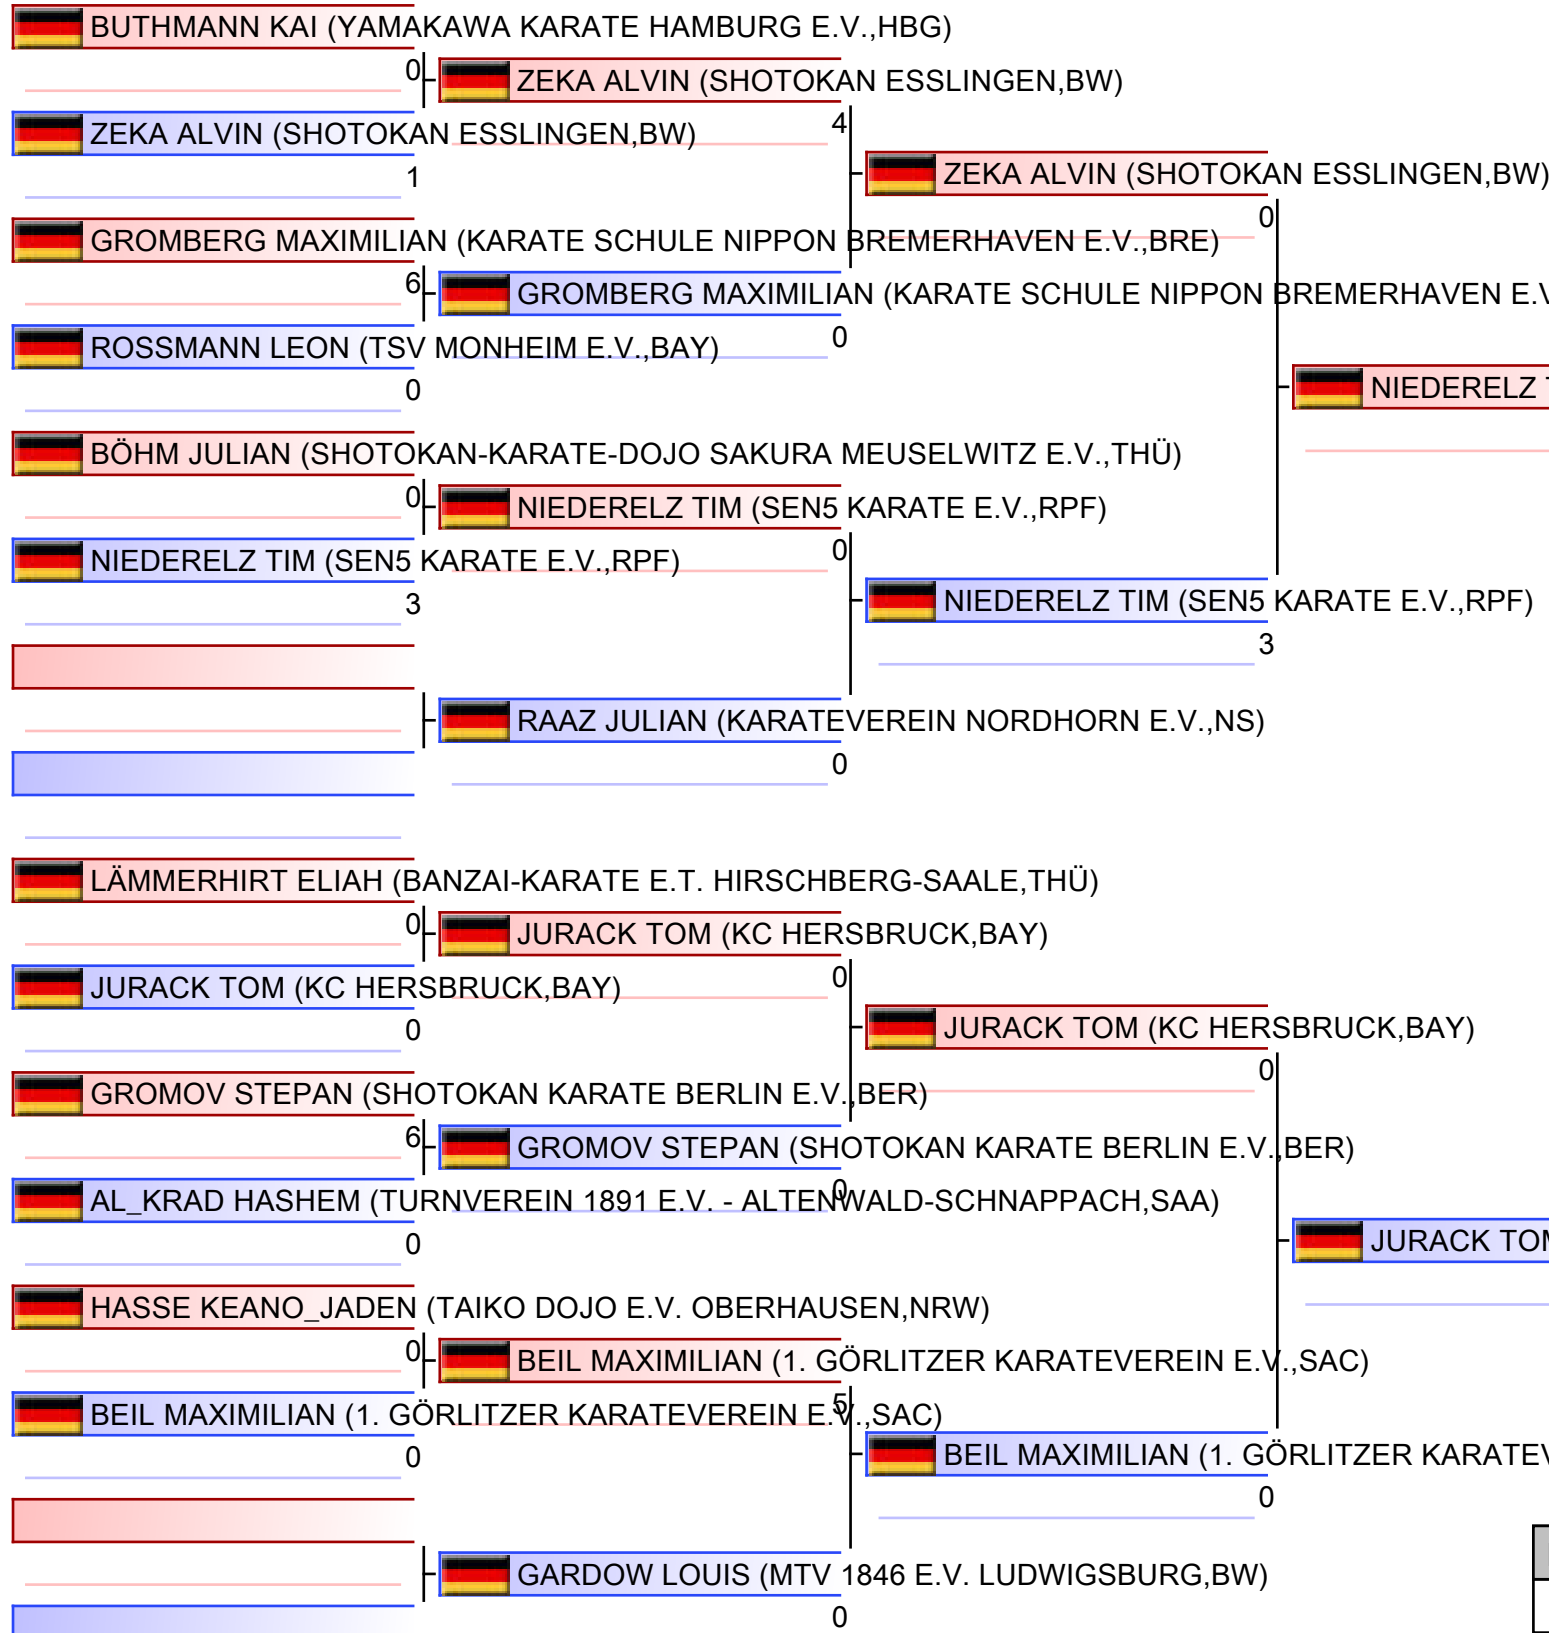 BUTHMANN KAI (YAMAKAWA KARATE HAMBURG E.V.,HBG)
0
ZEKA ALVIN (SHOTOKAN ESSLINGEN,BW)
ZEKA ALVIN (SHOTOKAN ESSLINGEN,BW)
4
1
ZEKA ALVIN (SHOTOKAN ESSLINGEN,BW)
0
GROMBERG MAXIMILIAN (KARATE SCHULE NIPPON BREMERHAVEN E.V.,BRE)
6
GROMBERG MAXIMILIAN (KARATE SCHULE NIPPON BREMERHAVEN E.V
0
ROSSMANN LEON (TSV MONHEIM E.V.,BAY)
0
NIEDERELZ
BÖHM JULIAN (SHOTOKAN-KARATE-DOJO SAKURA MEUSELWITZ E.V.,THÜ)
0
NIEDERELZ TIM (SEN5 KARATE E.V.,RPF)
0
NIEDERELZ TIM (SEN5 KARATE E.V.,RPF)
3
NIEDERELZ TIM (SEN5 KARATE E.V.,RPF)
3
RAAZ JULIAN (KARATEVEREIN NORDHORN E.V.,NS)
0
LÄMMERHIRT ELIAH (BANZAI-KARATE E.T. HIRSCHBERG-SAALE,THÜ)
0
JURACK TOM (KC HERSBRUCK,BAY)
0
JURACK TOM (KC HERSBRUCK,BAY)
0
JURACK TOM (KC HERSBRUCK,BAY)
0
GROMOV STEPAN (SHOTOKAN KARATE BERLIN E.V.,BER)
6
GROMOV STEPAN (SHOTOKAN KARATE BERLIN E.V.,BER)
0
AL_KRAD HASHEM (TURNVEREIN 1891 E.V. - ALTENWALD-SCHNAPPACH,SAA)
0
JURACK TOM
HASSE KEANO_JADEN (TAIKO DOJO E.V. OBERHAUSEN,NRW)
0
BEIL MAXIMILIAN (1. GÖRLITZER KARATEVEREIN E.V.,SAC)
5
BEIL MAXIMILIAN (1. GÖRLITZER KARATEVEREIN E.V.,SAC)
0
BEIL MAXIMILIAN (1. GÖRLITZER KARATEV
0
GARDOW LOUIS (MTV 1846 E.V. LUDWIGSBURG,BW)
0